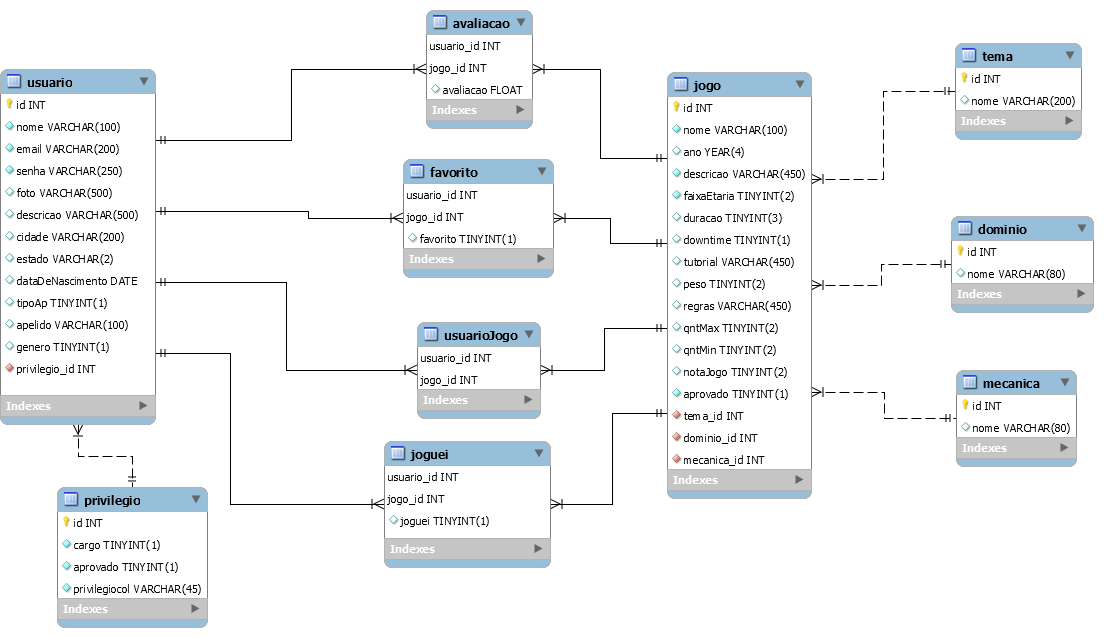 usuario
id INT
nome VARCHAR(100)
email VARCHAR(200)
senha VARCHAR(250)
foto VARCHAR(500)
descricao VARCHAR(500)
cidade VARCHAR(200)
estado VARCHAR(2)
dataDeNascimento DATE
tipoAp TINYINT(1)
apelido VARCHAR(100)
genero TINYINT(1)
privilegio_id INT
Indexes
privilegio
id INT
cargo TINYINT(1)
aprovado TINYINT(1)
privilegiocol VARCHAR(45)
Indexes
avaliacao
usuario_id INT
jogo_id INT
avaliacao FLOAT
Indexes
favorito
usuario_id INT
jogo_id INT
favorito TINYINT(1)
Indexes
usuarioJogo
usuario_id INT
jogo_id INT
Indexes
joguei
usuario_id INT
jogo_id INT
joguei TINYINT(1)
Indexes
jogo
id INT
nome VARCHAR(100)
ano YEAR(4)
descricao VARCHAR(450)
faixaEtaria TINYINT(2)
duracao TINYINT(3)
downtime TINYINT(1)
tutorial VARCHAR(450)
peso TINYINT(2)
regras VARCHAR(450)
qntMax TINYINT(2)
qntMin TINYINT(2)
notaJogo TINYINT(2)
aprovado TINYINT(1)
tema_id INT
dominio_id INT
mecanica_id INT
Indexes
tema
id INT
nome VARCHAR(200)
Indexes
dominio
id INT
nome VARCHAR(80)
Indexes
mecanica
id INT
nome VARCHAR(80)
Indexes